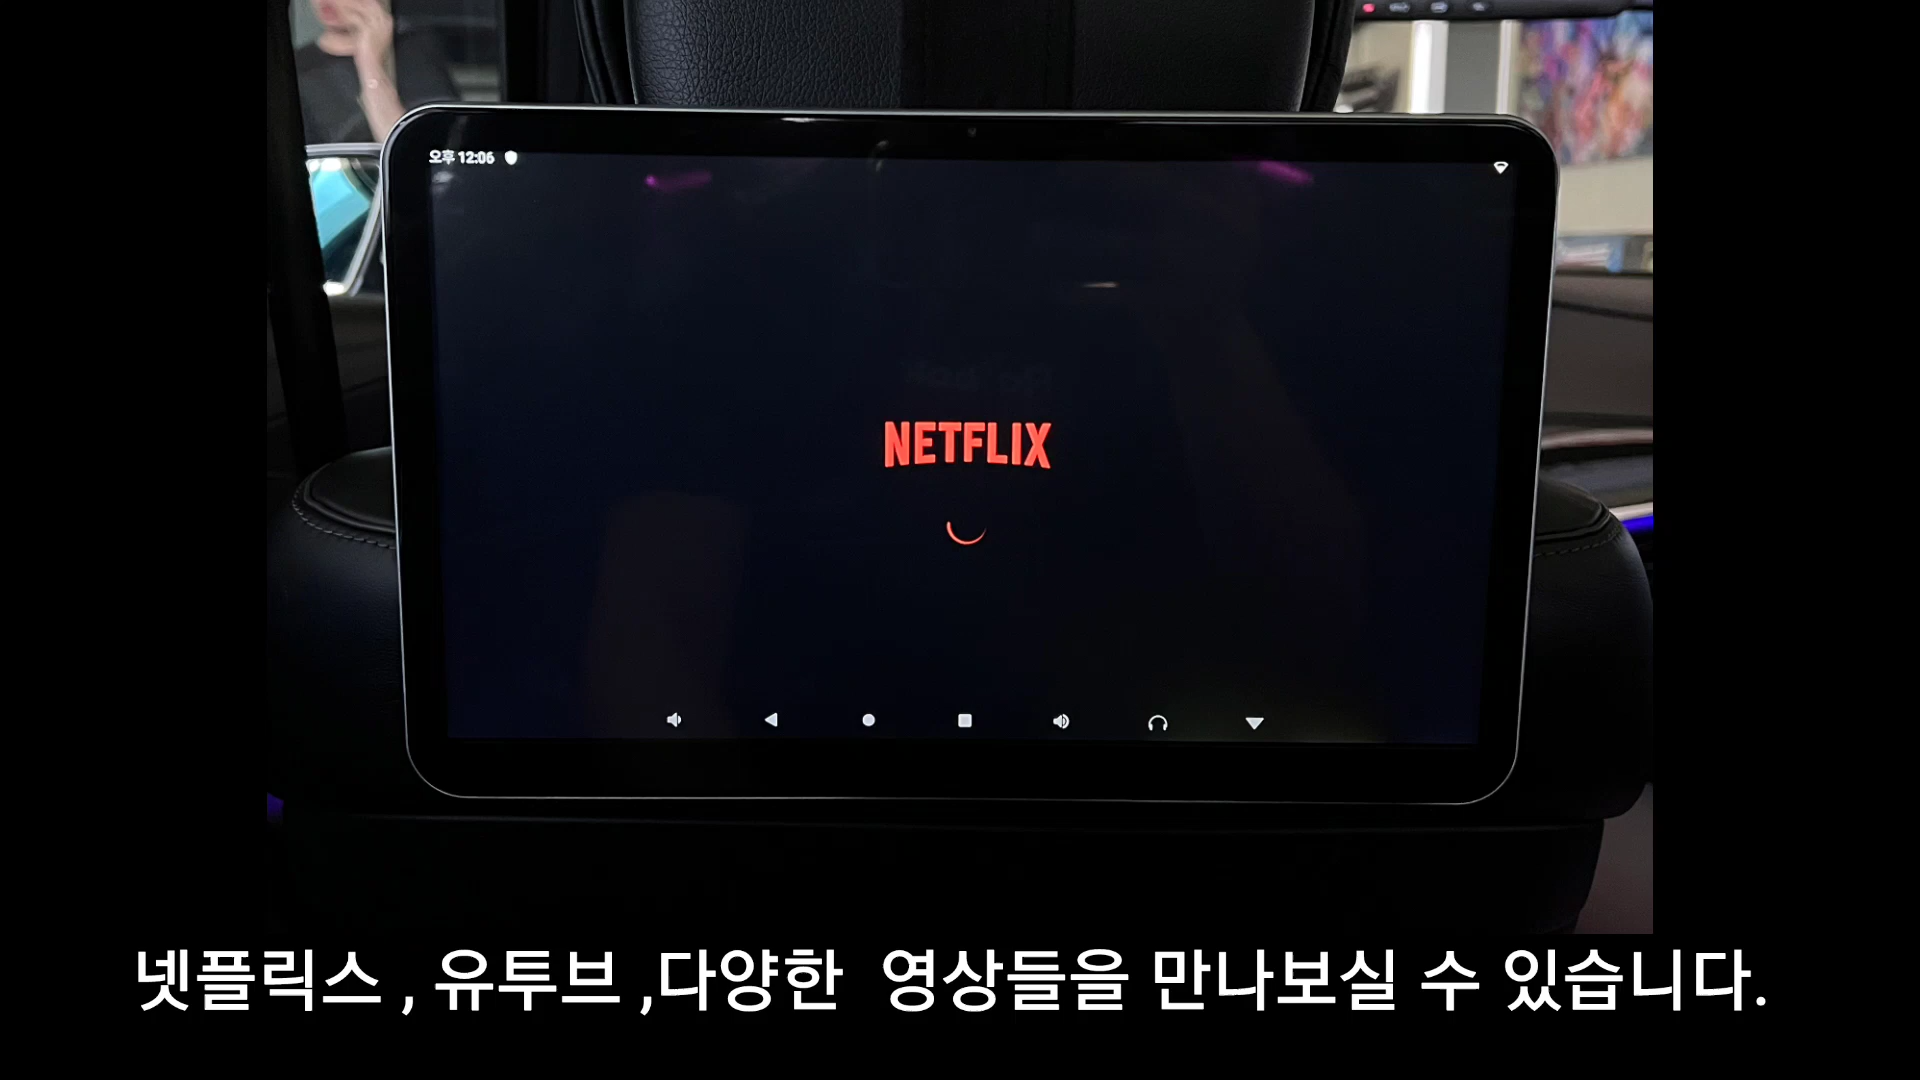 오후 12:06
NETFLIX
넷플릭스 , 유투브 ,다양한 영상들을 만나보실 수 있습니다.